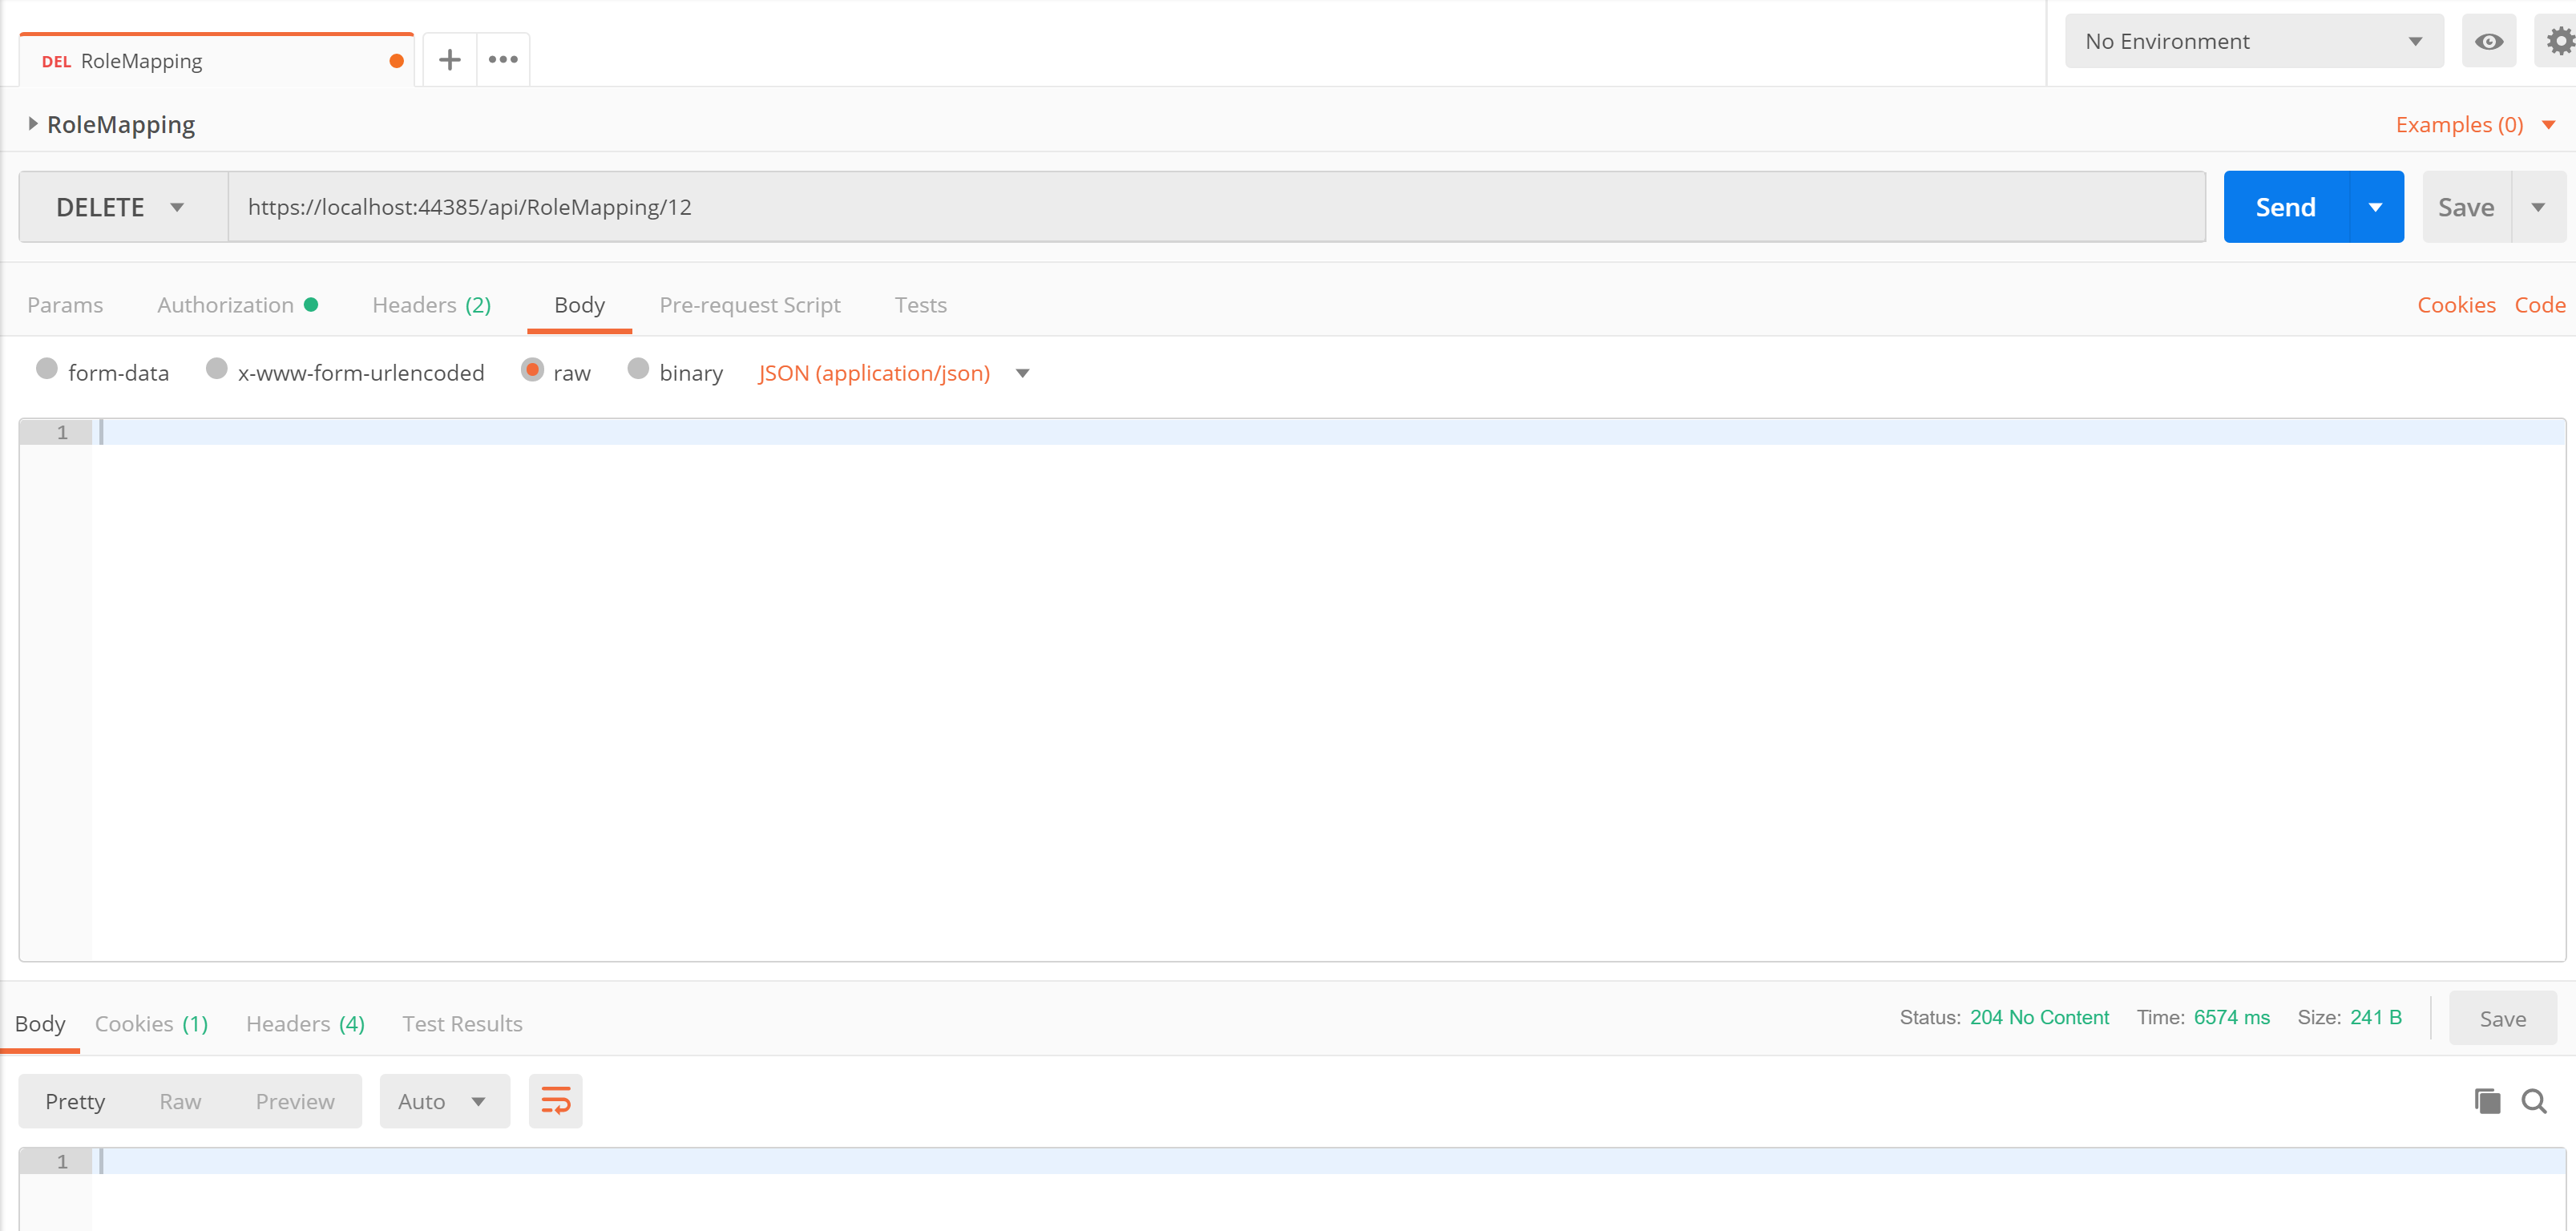 DEL RoleMapping
No Environment
RoleMapping
Examples (0)
DELETE https://localhost:44385/api/RoleMapping/12 Send Save
Params Authorization Headers (2) Body Pre-request Script Tests Cookies Code
form-data x-www-form-urlencoded raw binary JSON (application/json)
1
Body Cookies (1) Headers (4) Test Results Status: 204 No Content Time: 6574 ms Size: 241 B Save
Pretty Raw Preview Auto
1